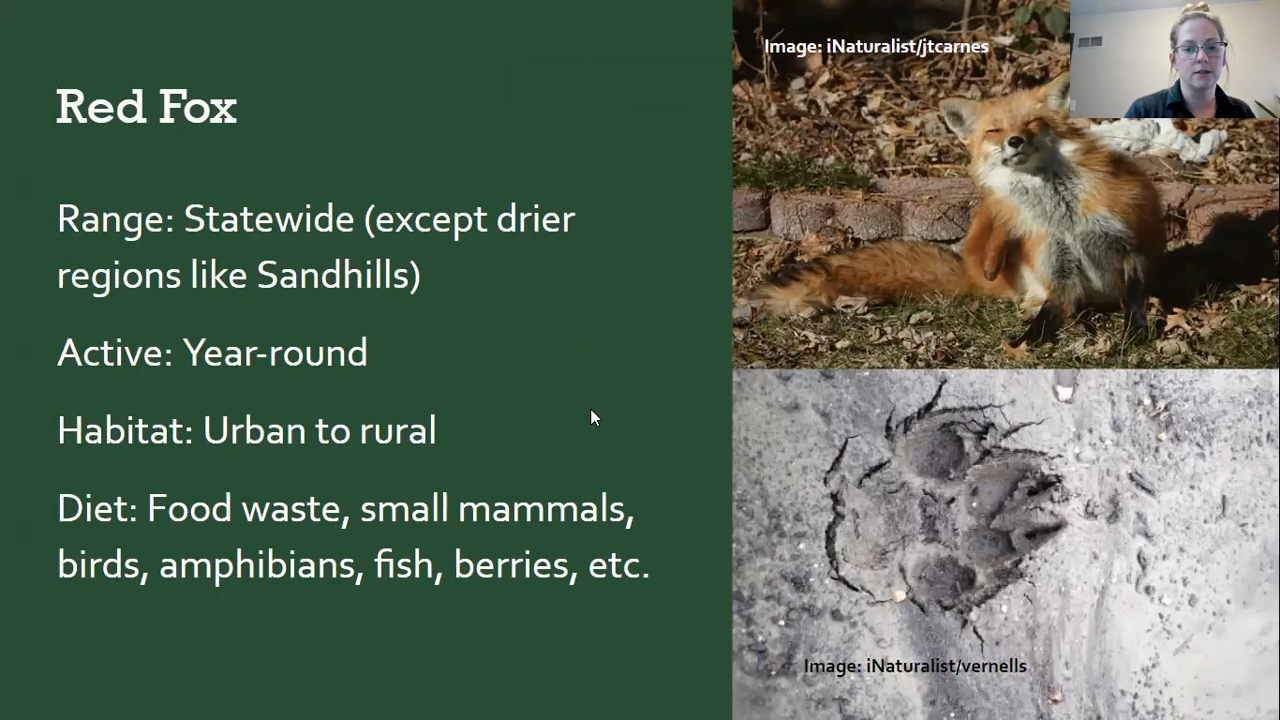 Image: iNaturalist/jtcarnes
Red Fox
Range: Statewide (except drier
regions like Sandhills)
Active: Year-round
Habitat: Urban to rural
Diet: Food waste, small mammals,
birds, amphibians, fish, berries, etc.
Image: iNaturalist/vernells